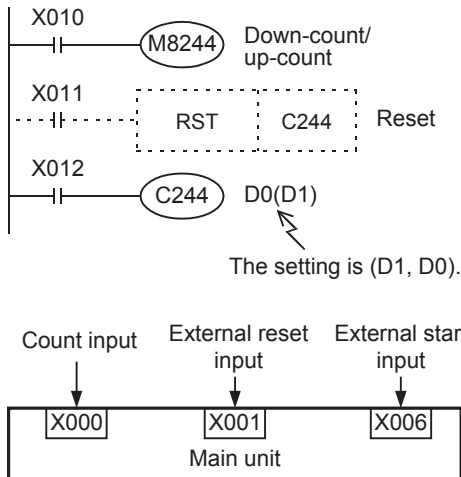 X010
M8244 Down-count/
up-count
X011
RST C244 Reset
X012
C244 D0(D1)
The setting is (D1, D0).
Count input External reset External star
input input
X000 X001 X006
Main unit